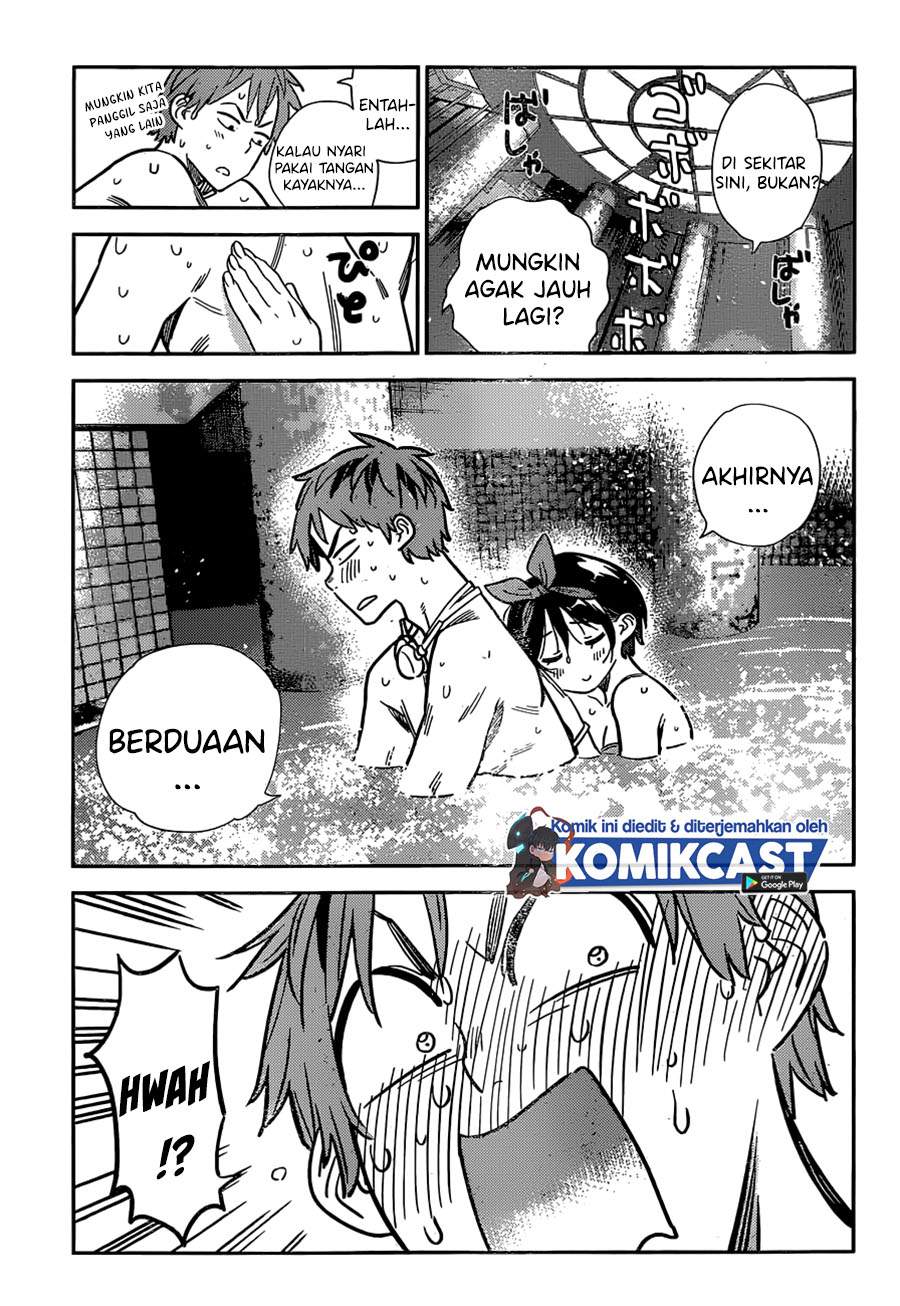 DI SEKITAR
SINI, BUKAN?
ゴボボボボボ
ばしゃ
ばしゃ
MUNGKIN
AGAK JAUH
LAGI?
ENTAH-
LAH...
KALAU NYARI
PAKAI TANGAN
KAYAKNYA...
MUNGKIN KITA
PANGGIL SAJA
YANG LAIN
ぴと
AKHIRNYA
...
BERDUAAN
...
Komik ini diedit & diterjemahkan oleh
KOMIKCAST
GET IT ON
Google Play
HWAH
!?